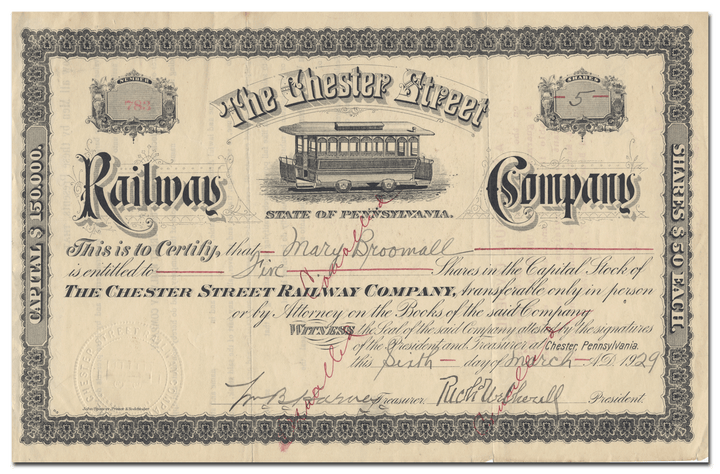 NUMBER
785
SHARES
5
The Chester Street
Railway Company
STATE OF PENNSYLVANIA.
CAPITAL $150,000.
SHARES $50 EACH.
This is to Certify, that Mary Broomall
is entitled to Five Shares in the Capital Stock of
THE CHESTER STREET RAILWAY COMPANY, transferable only in person
or by Attorney on the Books of the said Company
WITNESS the Seal of the said Company attested by the signatures
of the President and Treasurer at Chester, Pennsylvania.
this Sixth day of March A.D. 1929
Treasurer. President.
Cancelled
Cancelled
Cancelled